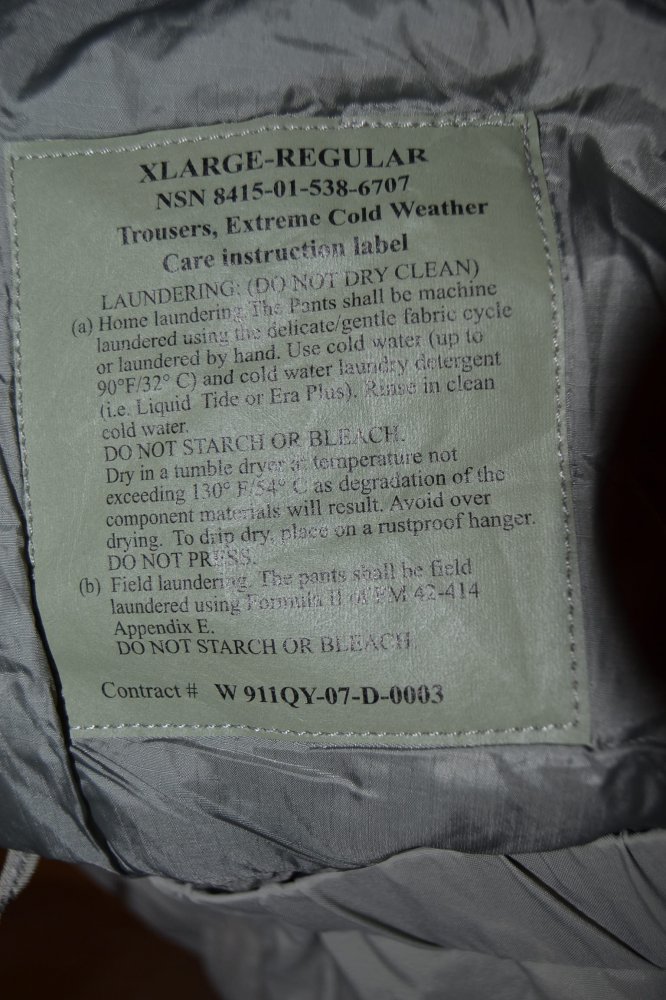 XLARGE-REGULAR
NSN 8415-01-538-6707
Trousers, Extreme Cold Weather
Care instruction label
LAUNDERING: (DO NOT DRY CLEAN)
(a) Home laundering. The Pants shall be machine
laundered using the delicate/gentle fabric cycle
or laundered by hand. Use cold water (up to
90°F/32° C) and cold water laundry detergent
(i.e. Liquid Tide or Era Plus). Rinse in clean
cold water.
DO NOT STARCH OR BLEACH.
Dry in a tumble dryer at temperature not
exceeding 130° F/54° C as degradation of the
component materials will result. Avoid over
drying. To drip dry, place on a rustproof hanger.
DO NOT PRESS.
(b) Field laundering. The pants shall be field
laundered using Formula II of FM 42-414
Appendix E.
DO NOT STARCH OR BLEACH.
Contract # W 911QY-07-D-0003